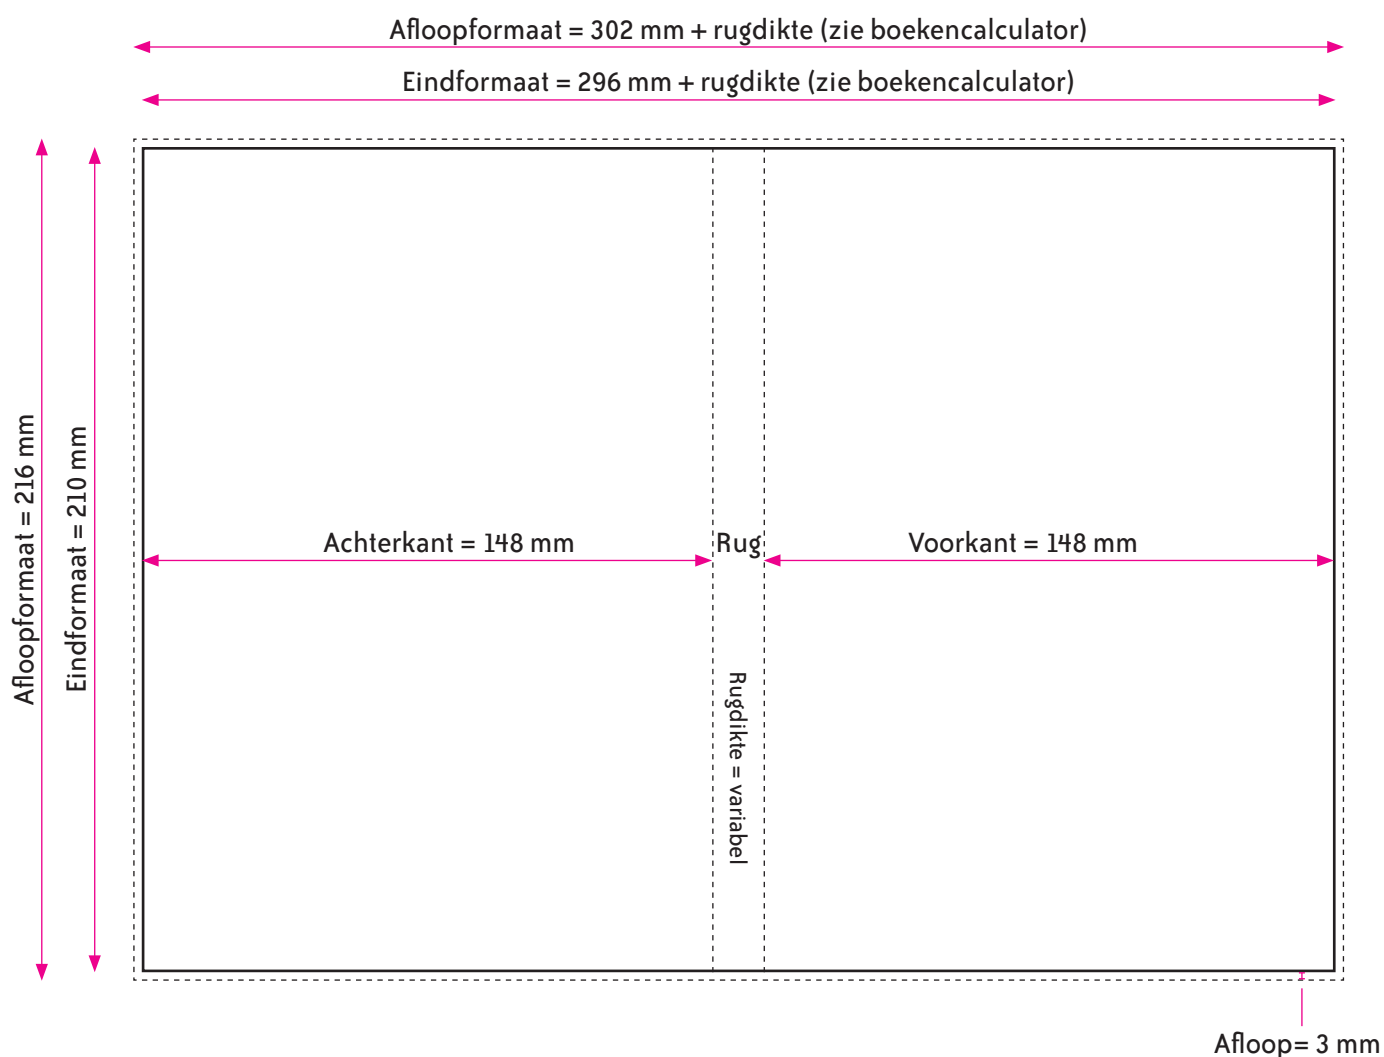 Afloopformaat = 302 mm + rugdikte (zie boekencalculator)
Eindformaat = 296 mm + rugdikte (zie boekencalculator)
Afloopformaat = 216 mm
Eindformaat = 210 mm
Achterkant = 148 mm
Rug
Voorkant = 148 mm
Rugdikte = variabel
Afloop= 3 mm